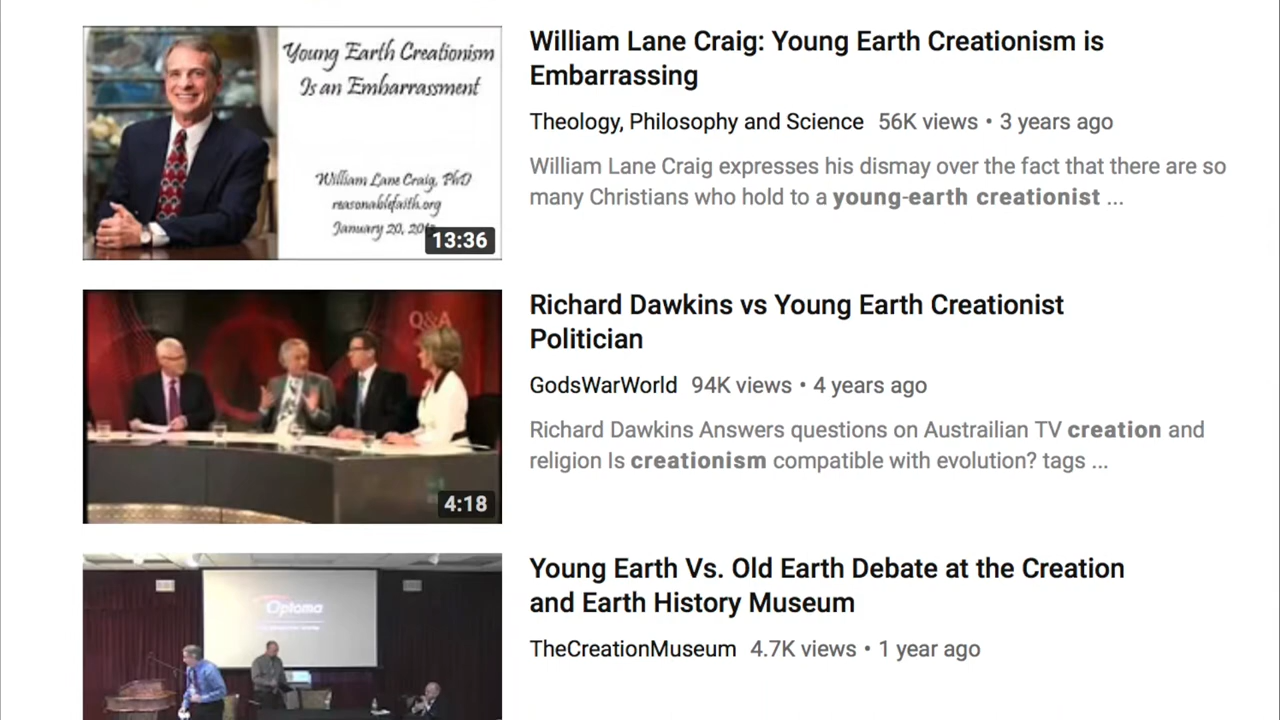 Young Earth Creationism
Is an Embarrassment
William Lane Craig, PhD
reasonablefaith.org
January 20,
13:36
William Lane Craig: Young Earth Creationism is
Embarrassing
Theology, Philosophy and Science 56K views • 3 years ago
William Lane Craig expresses his dismay over the fact that there are so
many Christians who hold to a young-earth creationist ...
Q&A
4:18
Richard Dawkins vs Young Earth Creationist
Politician
GodsWarWorld 94K views • 4 years ago
Richard Dawkins Answers questions on Austrailian TV creation and
religion Is creationism compatible with evolution? tags ...
Optoma
Young Earth Vs. Old Earth Debate at the Creation
and Earth History Museum
TheCreationMuseum 4.7K views • 1 year ago